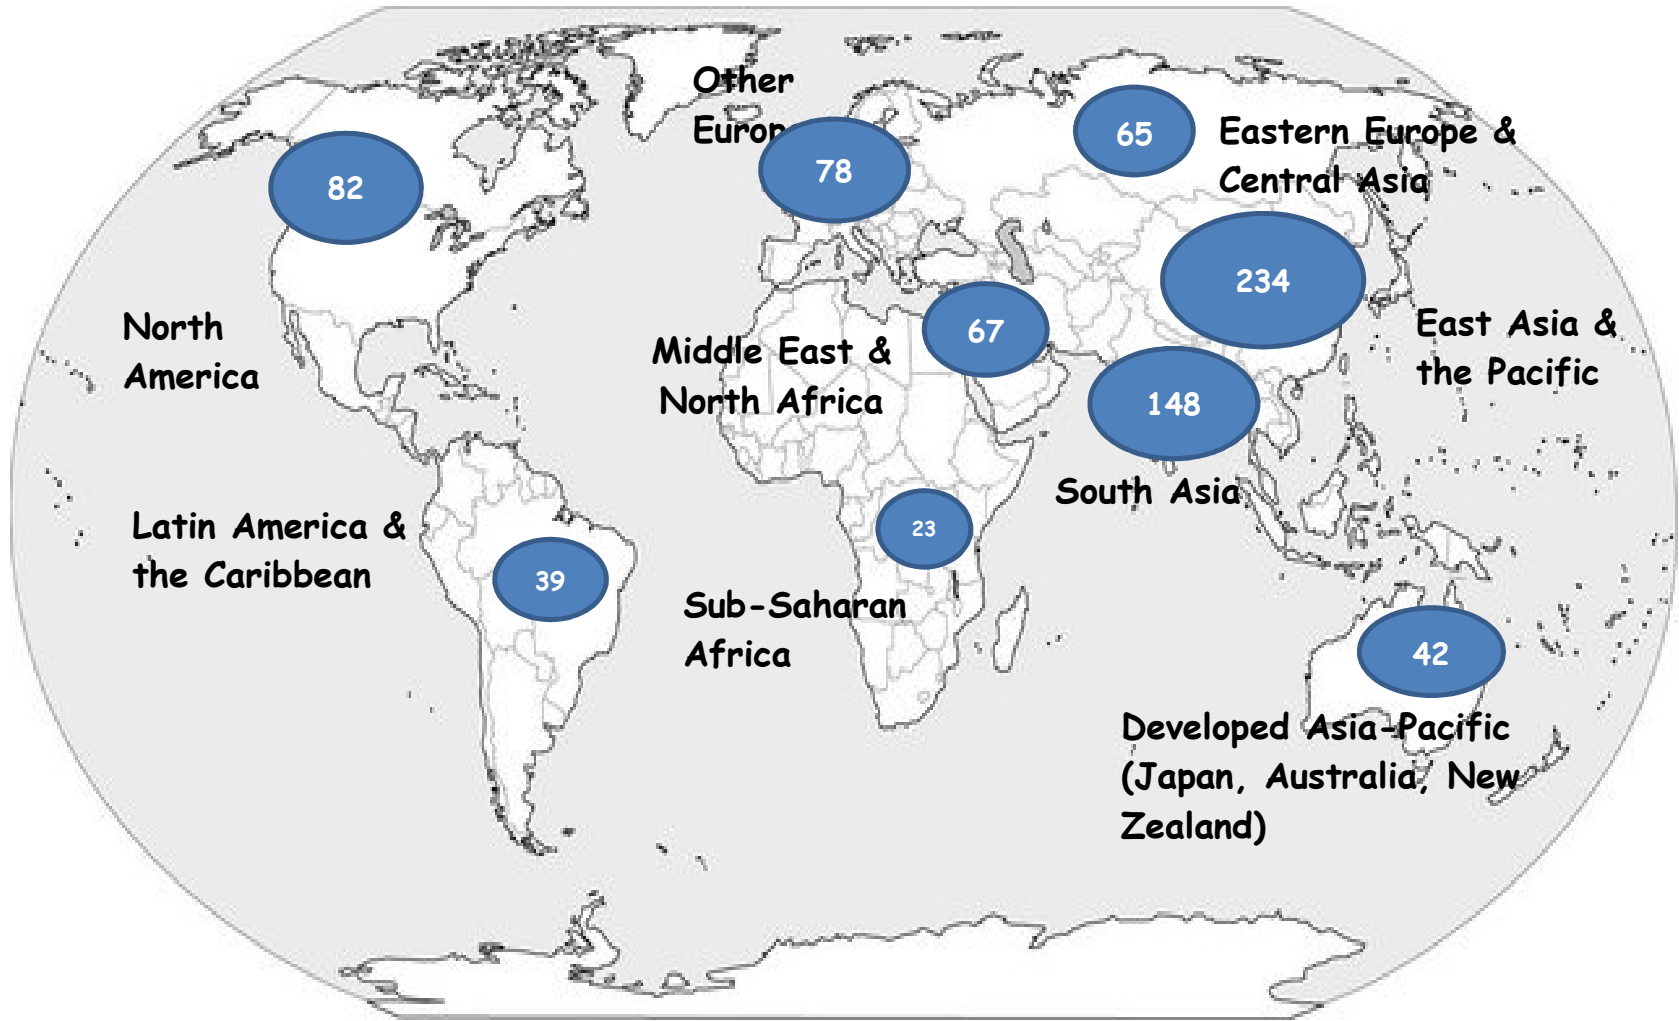 Other
Europ
65
Eastern Europe &
Central Asia
78
82
234
North
America
67
Middle East &
North Africa
East Asia &
the Pacific
148
South Asia
Latin America &
the Caribbean
23
39
Sub-Saharan
Africa
42
Developed Asia-Pacific
(Japan, Australia, New
Zealand)